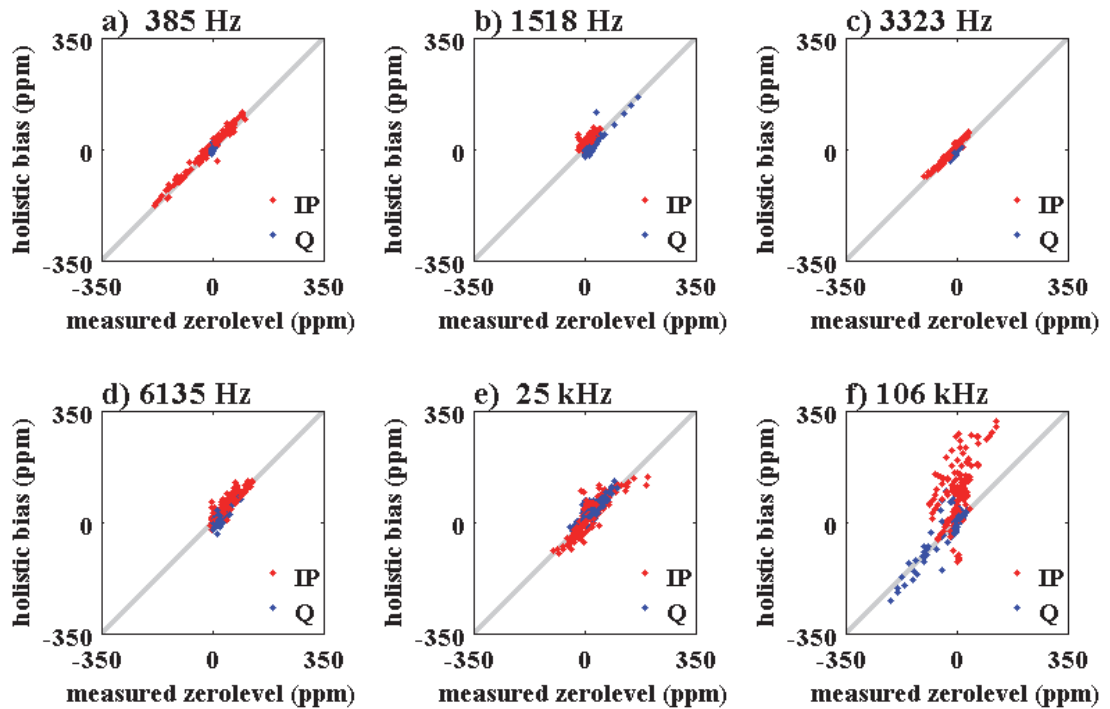 a) 385 Hz
350
0
-350
holistic bias (ppm)
IP
Q
-350 0 350
measured zerolevel (ppm)
b) 1518 Hz
350
0
-350
holistic bias (ppm)
IP
Q
-350 0 350
measured zerolevel (ppm)
c) 3323 Hz
350
0
-350
holistic bias (ppm)
IP
Q
-350 0 350
measured zerolevel (ppm)
d) 6135 Hz
350
0
-350
holistic bias (ppm)
IP
Q
-350 0 350
measured zerolevel (ppm)
e) 25 kHz
350
0
-350
holistic bias (ppm)
IP
Q
-350 0 350
measured zerolevel (ppm)
f) 106 kHz
350
0
-350
holistic bias (ppm)
IP
Q
-350 0 350
measured zerolevel (ppm)